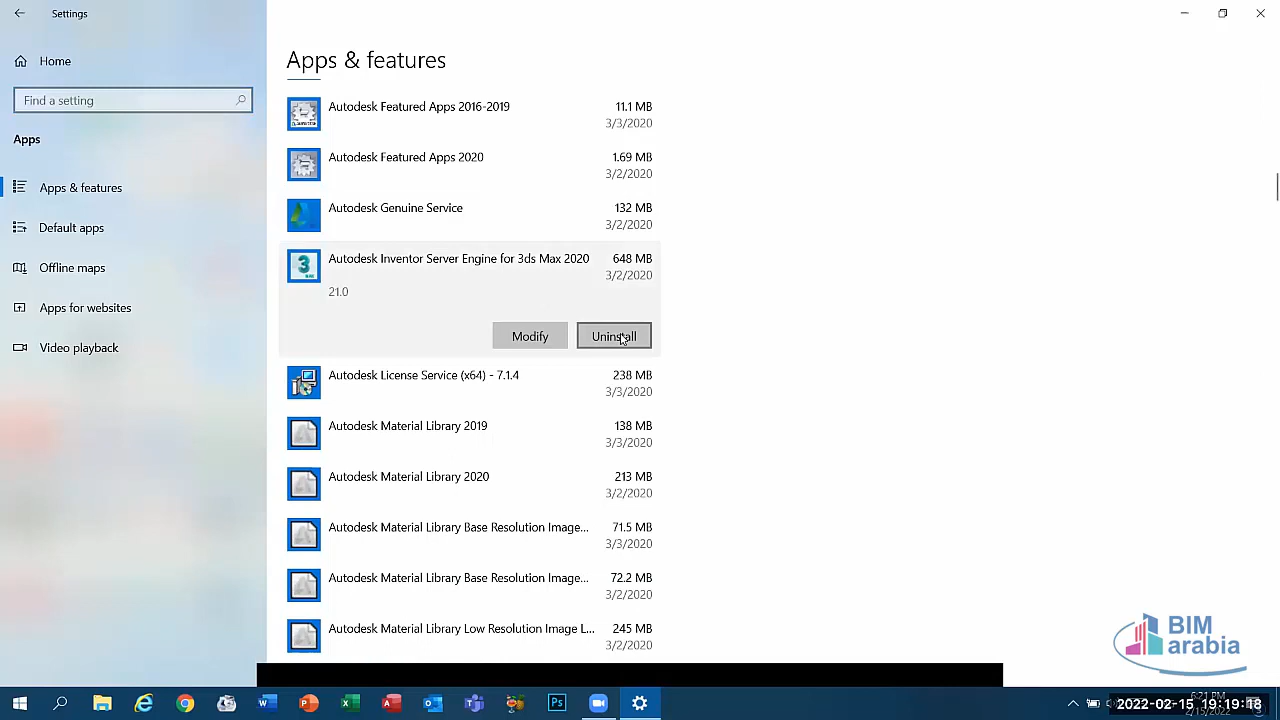 Settings
Home
Find a setting
Apps
Apps & features
Default apps
Offline maps
Apps for websites
Video playback
Apps & features
Autodesk Featured Apps 2016-2019 11.1 MB
3/3/2020
Autodesk Featured Apps 2020 1.69 MB
3/2/2020
Autodesk Genuine Service 132 MB
3/2/2020
Autodesk Inventor Server Engine for 3ds Max 2020 648 MB
3/2/2020
21.0
Modify Uninstall
Autodesk License Service (x64) - 7.1.4 238 MB
3/3/2020
Autodesk Material Library 2019 138 MB
3/3/2020
Autodesk Material Library 2020 213 MB
3/2/2020
Autodesk Material Library Base Resolution Image... 71.5 MB
3/3/2020
Autodesk Material Library Base Resolution Image... 72.2 MB
3/2/2020
Autodesk Material Library Low Resolution Image L... 245 MB
3/2/2020
BIM
arabia
6:21 PM
2022-02-15 19:19:18
2/15/2022